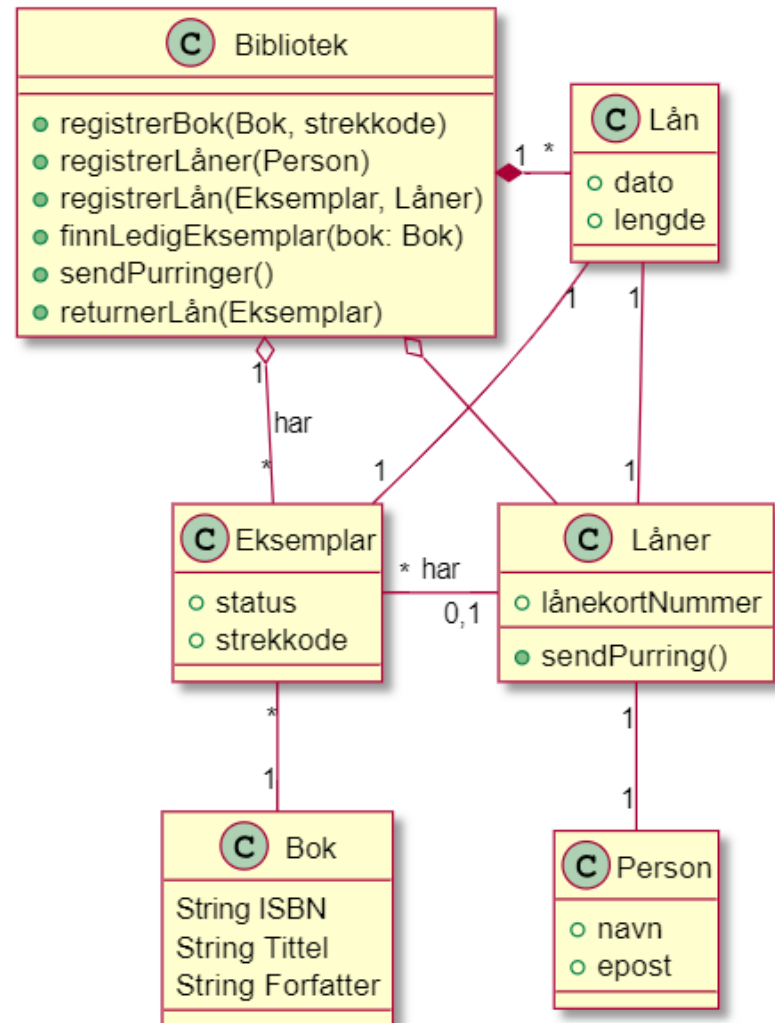 C Bibliotek
registrerBok(Bok, strekkode)
registrerLåner(Person)
registrerLån(Eksemplar, Låner)
finnLedigEksemplar(bok: Bok)
sendPurringer()
returnerLån(Eksemplar)
1 *
C Lån
dato
lengde
1
har
*
1
1
1
1
C Eksemplar
status
strekkode
* har
0,1
C Låner
lånekortNummer
sendPurring()
*
1
1
1
C Bok
String ISBN
String Tittel
String Forfatter
C Person
navn
epost